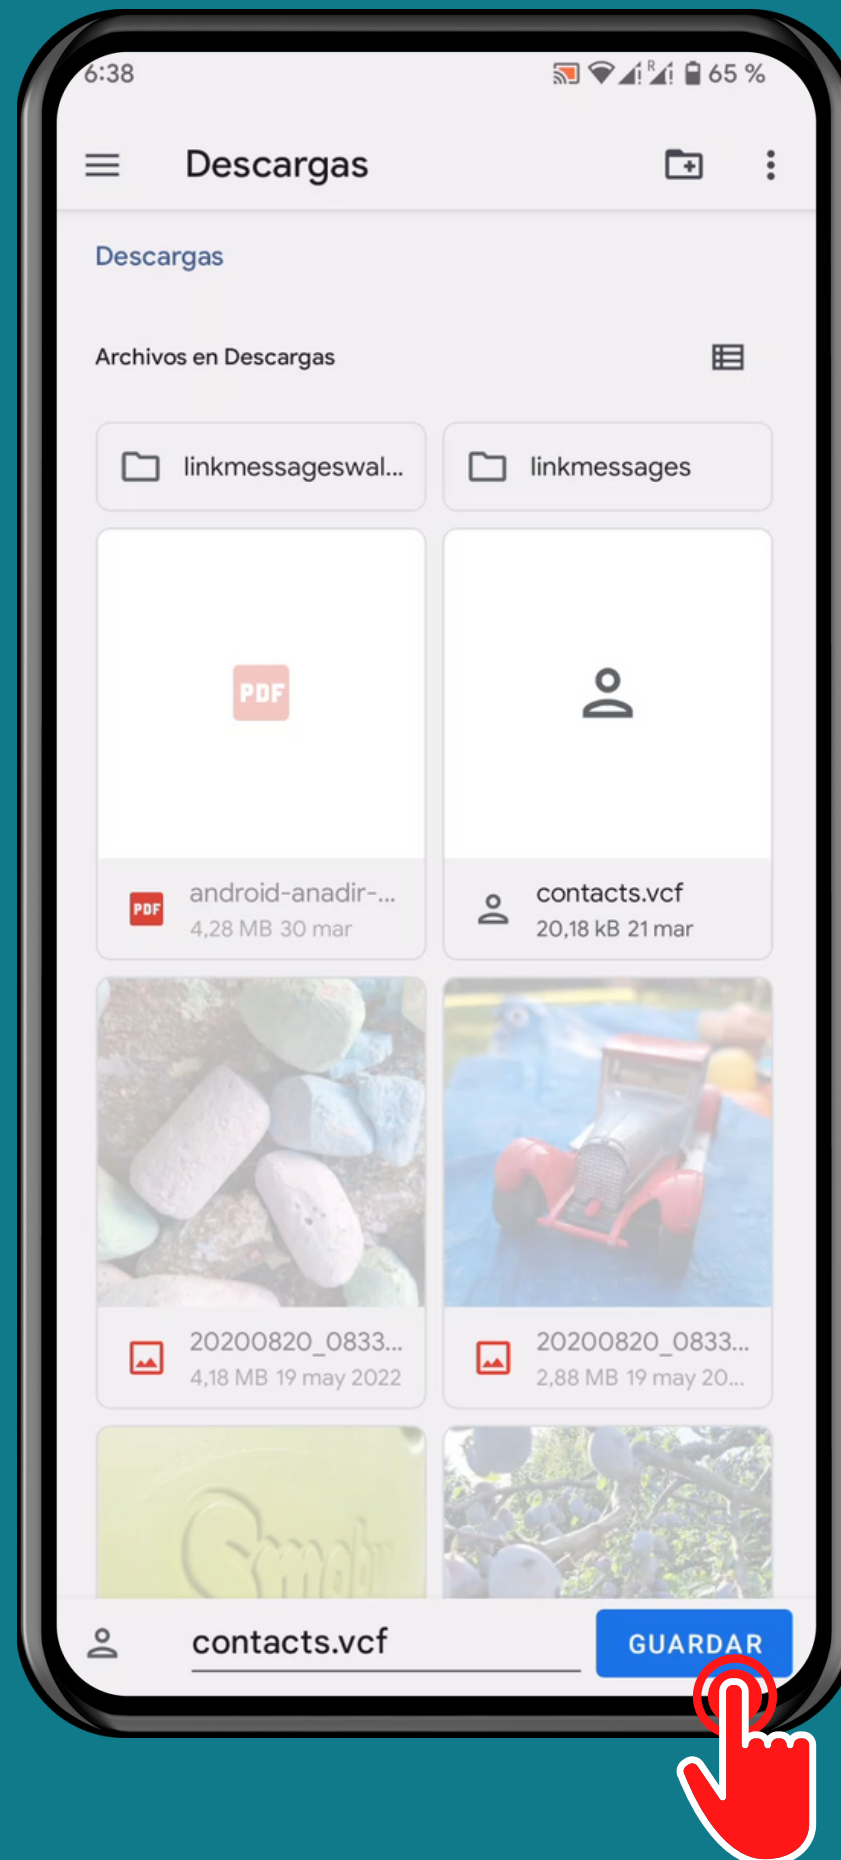 6:38
R
65 %
Descargas
Descargas
Archivos en Descargas
linkmessageswal...
linkmessages
PDF
PDF
android-anadir-...
4,28 MB 30 mar
contacts.vcf
20,18 kB 21 mar
20200820_0833...
4,18 MB 19 may 2022
20200820_0833...
2,88 MB 19 may 20...
Smoby
contacts.vcf
GUARDAR